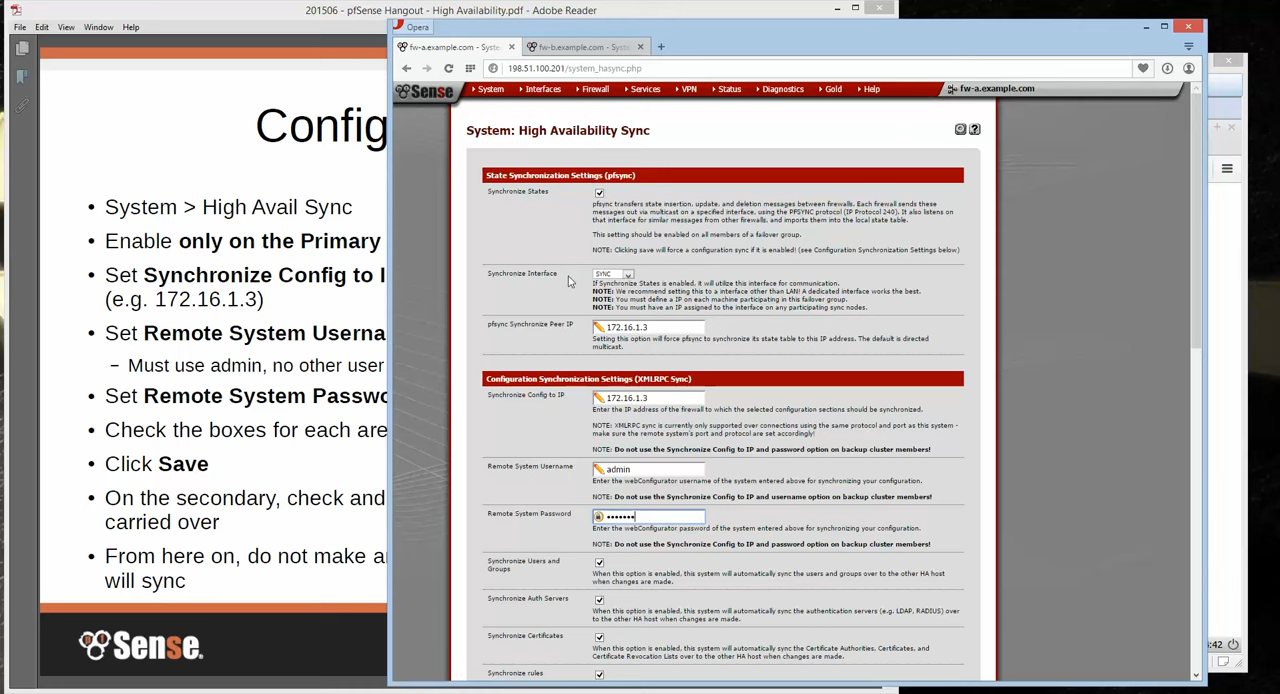 201506 - pfSense Hangout - High Availability.pdf - Adobe Reader
File Edit View Window Help
Config
• System > High Avail Sync
• Enable only on the Primary
• Set Synchronize Config to I
(e.g. 172.16.1.3)
• Set Remote System Userna
– Must use admin, no other user
• Set Remote System Passwo
• Check the boxes for each are
• Click Save
• On the secondary, check and
carried over
• From here on, do not make a
will sync
Sense
Opera
fw-a.example.com - Syste
fw-b.example.com - Syste
198.51.100.201/system_hasync.php
Sense System Interfaces Firewall Services VPN Status Diagnostics Gold Help fw-a.example.com
System: High Availability Sync
State Synchronization Settings (pfsync)
Synchronize States
pfsync transfers state insertion, update, and deletion messages between firewalls. Each firewall sends these
messages out via multicast on a specified interface, using the PFSYNC protocol (IP Protocol 240). It also listens on
that interface for similar messages from other firewalls, and imports them into the local state table.
This setting should be enabled on all members of a failover group.
NOTE: Clicking save will force a configuration sync if it is enabled! (see Configuration Synchronization Settings below)
Synchronize Interface
SYNC
If Synchronize States is enabled, it will utilize this interface for communication.
NOTE: We recommend setting this to a interface other than LAN! A dedicated interface works the best.
NOTE: You must define a IP on each machine participating in this failover group.
NOTE: You must have an IP assigned to the interface on any participating sync nodes.
pfsync Synchronize Peer IP
172.16.1.3
Setting this option will force pfsync to synchronize its state table to this IP address. The default is directed
multicast.
Configuration Synchronization Settings (XMLRPC Sync)
Synchronize Config to IP
172.16.1.3
Enter the IP address of the firewall to which the selected configuration sections should be synchronized.
NOTE: XMLRPC sync is currently only supported over connections using the same protocol and port as this system -
make sure the remote system's port and protocol are set accordingly!
NOTE: Do not use the Synchronize Config to IP and password option on backup cluster members!
Remote System Username
admin
Enter the webConfigurator username of the system entered above for synchronizing your configuration.
NOTE: Do not use the Synchronize Config to IP and username option on backup cluster members!
Remote System Password
•••••••
Enter the webConfigurator password of the system entered above for synchronizing your configuration.
NOTE: Do not use the Synchronize Config to IP and password option on backup cluster members!
Synchronize Users and
Groups
When this option is enabled, this system will automatically sync the users and groups over to the other HA host
when changes are made.
Synchronize Auth Servers
When this option is enabled, this system will automatically sync the authentication servers (e.g. LDAP, RADIUS) over
to the other HA host when changes are made.
Synchronize Certificates
When this option is enabled, this system will automatically sync the Certificate Authorities, Certificates, and
Certificate Revocation Lists over to the other HA host when changes are made.
Synchronize rules
:42